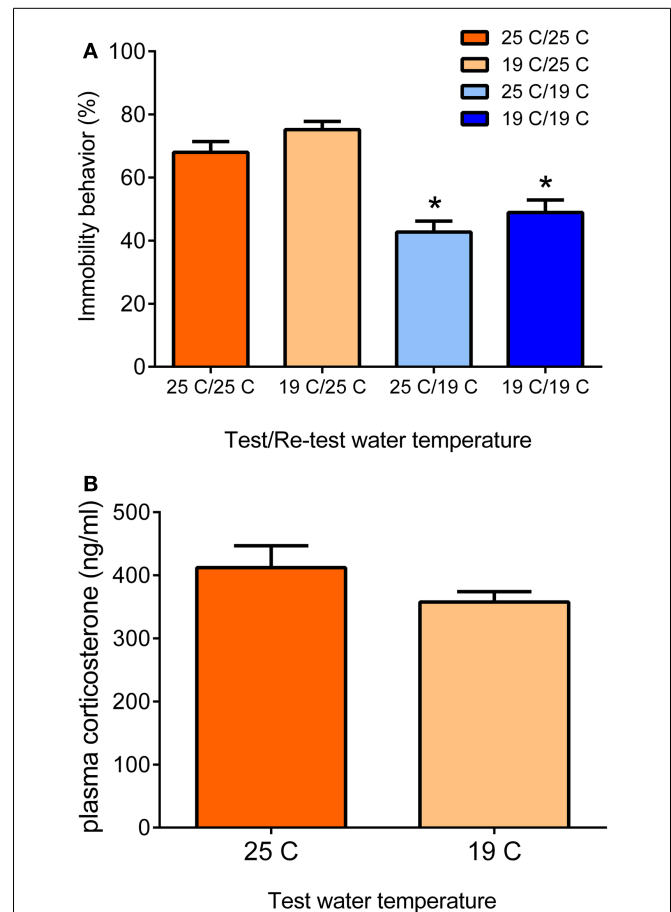 A
Immobility behavior (%)
100
80
60
40
20
0
25 C/25 C
19 C/25 C
25 C/19 C
19 C/19 C
*
*
25 C/25 C 19 C/25 C 25 C/19 C 19 C/19 C
Test/Re-test water temperature
B
plasma corticosterone (ng/ml)
500
400
300
200
100
0
25 C 19 C
Test water temperature